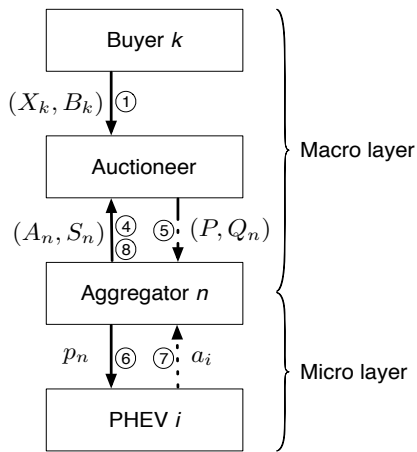 Buyer k
(X_k, B_k) ①
Auctioneer
Macro layer
(A_n, S_n) ④ ⑤ (P, Q_n)
⑧
Aggregator n
p_n ⑥ ⑦ a_i
Micro layer
PHEV i